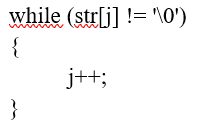 while (str[j] != '\0')
{
j++;
}